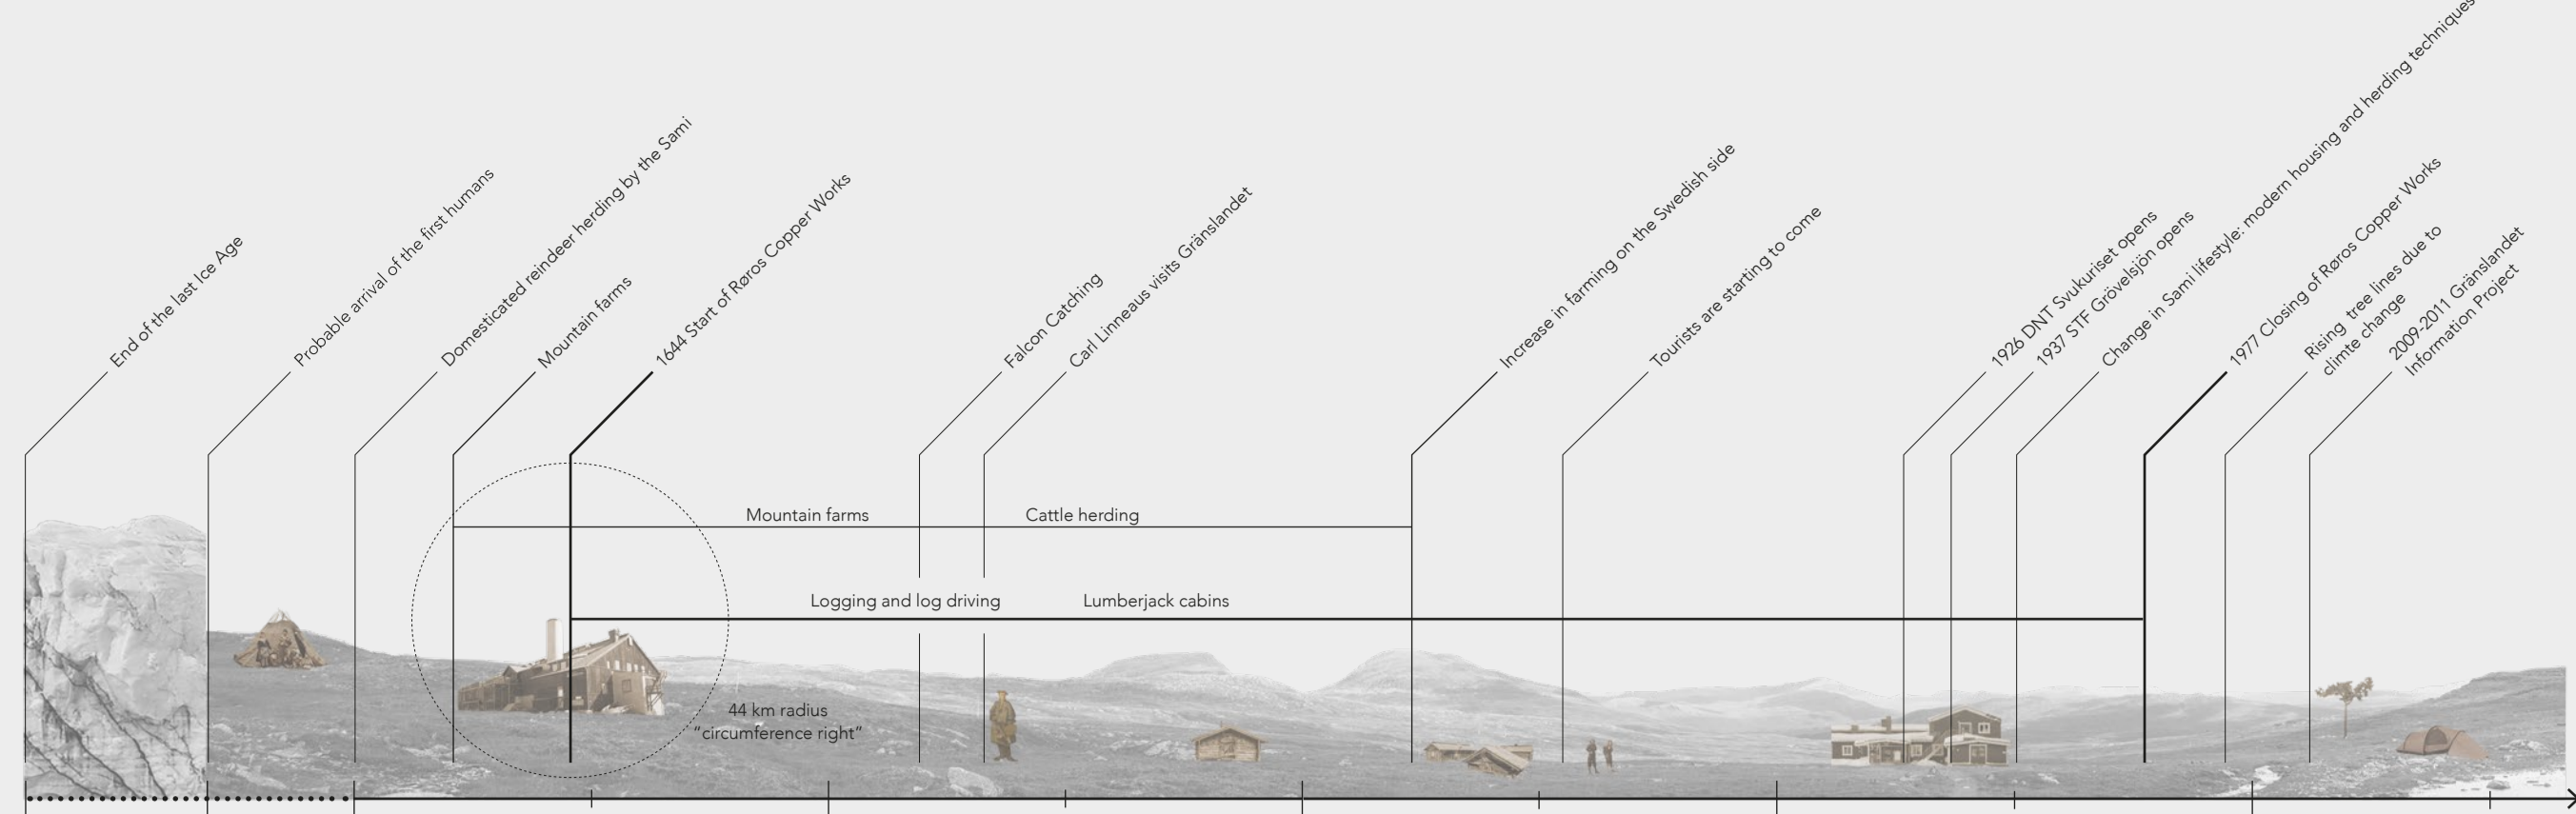 End of the last Ice Age
Probable arrival of the first humans
Domesticated reindeer herding by the Sami
Mountain farms
1644 Start of Røros Copper Works
Falcon Catching
Carl Linneaus visits Gränslandet
Increase in farming on the Swedish side
Tourists are starting to come
1926 DNT Svukuriset opens
1937 STF Grövelsjön opens
Change in Sami lifestyle: modern housing and herding techniques
1977 Closing of Røros Copper Works
Rising tree lines due to
climte change
2009-2011 Gränslandet
Information Project
Mountain farms
Cattle herding
Logging and log driving
Lumberjack cabins
44 km radius
“circumference right”